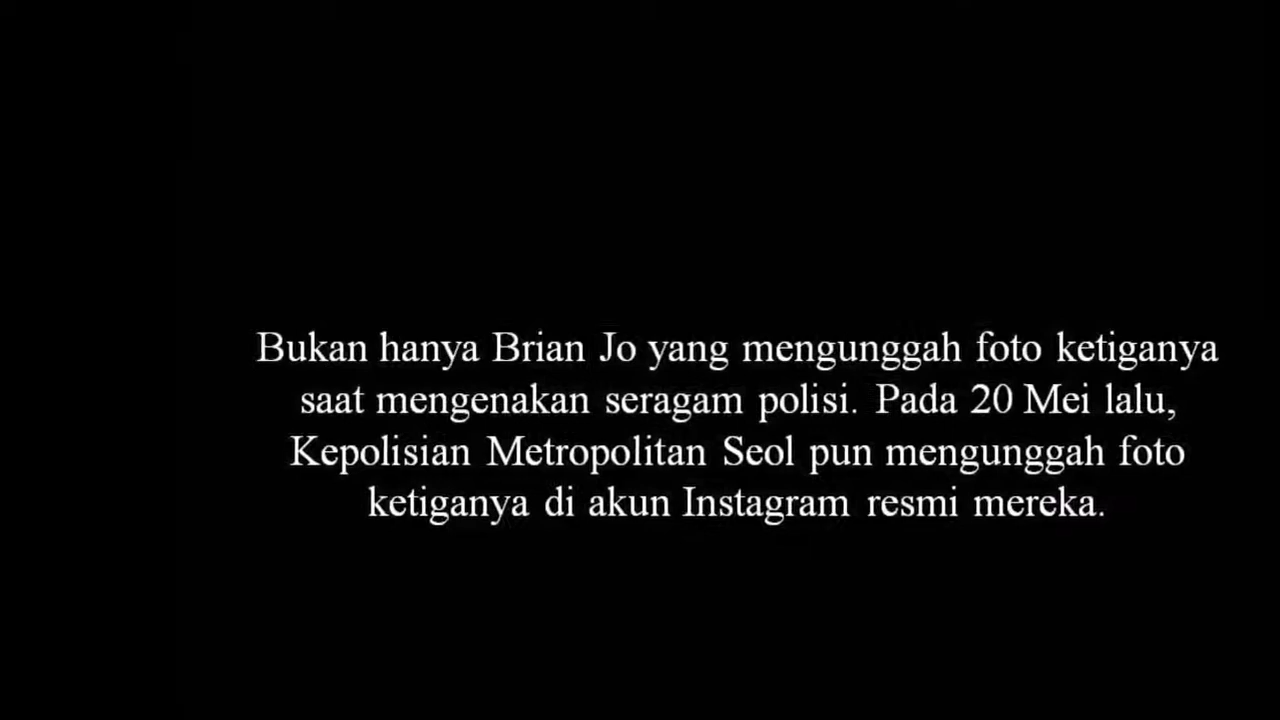 Bukan hanya Brian Jo yang mengunggah foto ketiganya
saat mengenakan seragam polisi. Pada 20 Mei lalu,
Kepolisian Metropolitan Seol pun mengunggah foto
ketiganya di akun Instagram resmi mereka.